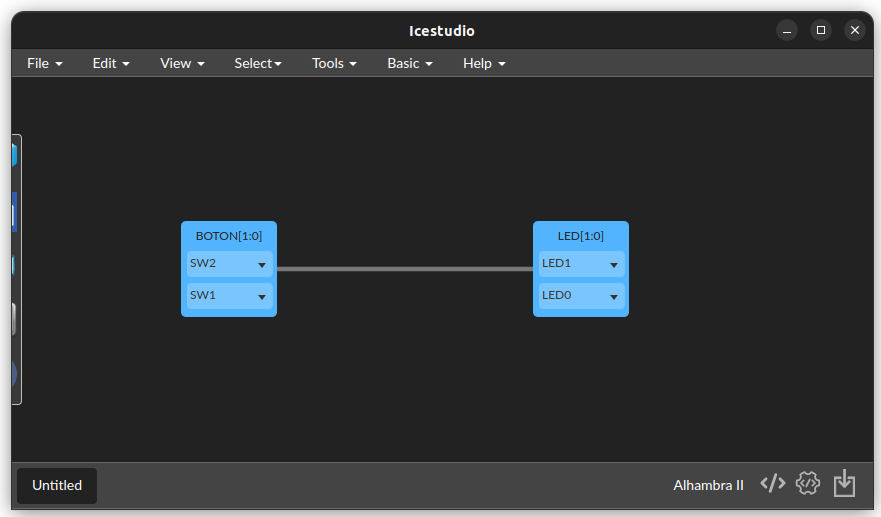 Icestudio
File Edit View Select Tools Basic Help
BOTON[1:0]
SW2
SW1
LED[1:0]
LED1
LED0
Untitled
Alhambra II